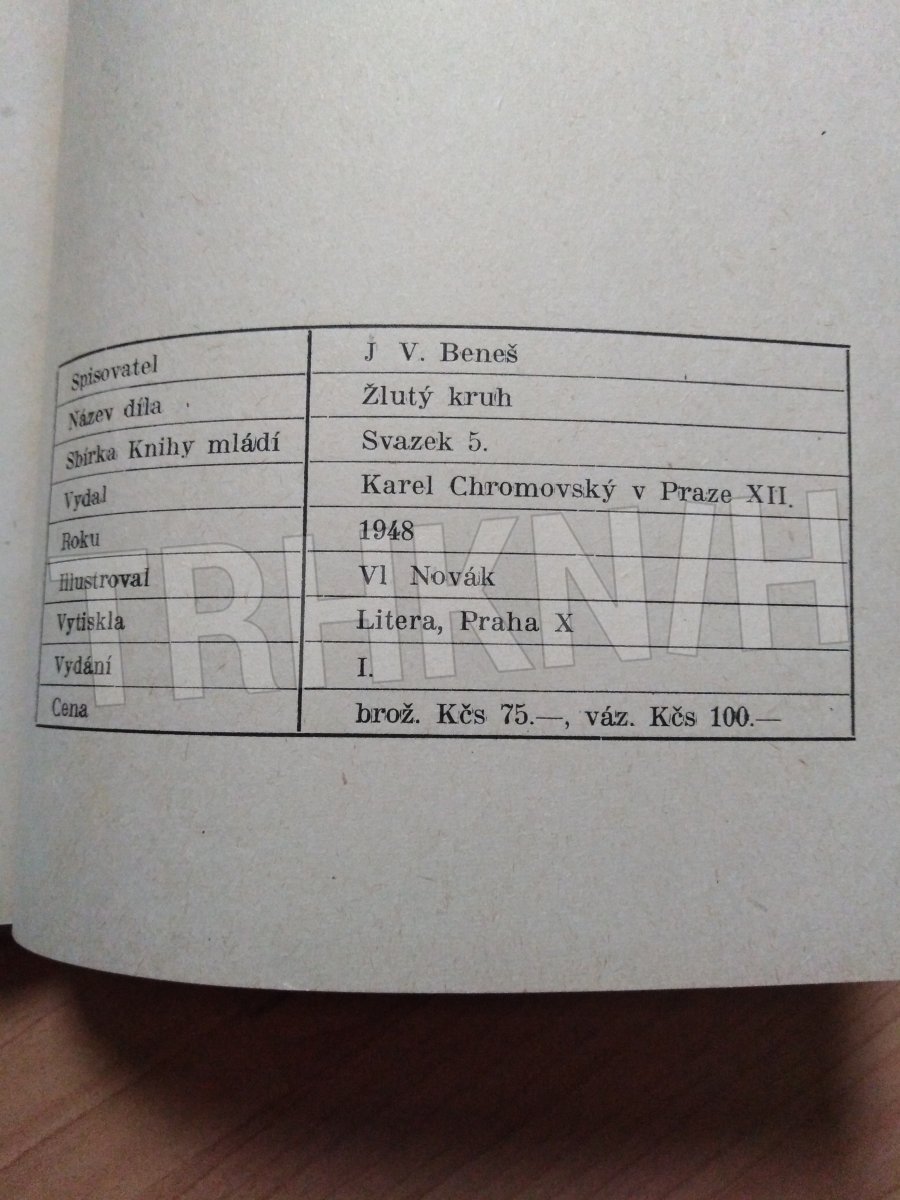 Spisovatel J V. Beneš
Název díla Žlutý kruh
Sbírka Knihy mládí Svazek 5.
Vydal Karel Chromovský v Praze XII.
Roku 1948
Illustroval Vl Novák
Vytiskla Litera, Praha X
Vydání I.
Cena brož. Kčs 75.—, váz. Kčs 100.—
TRHKNIH